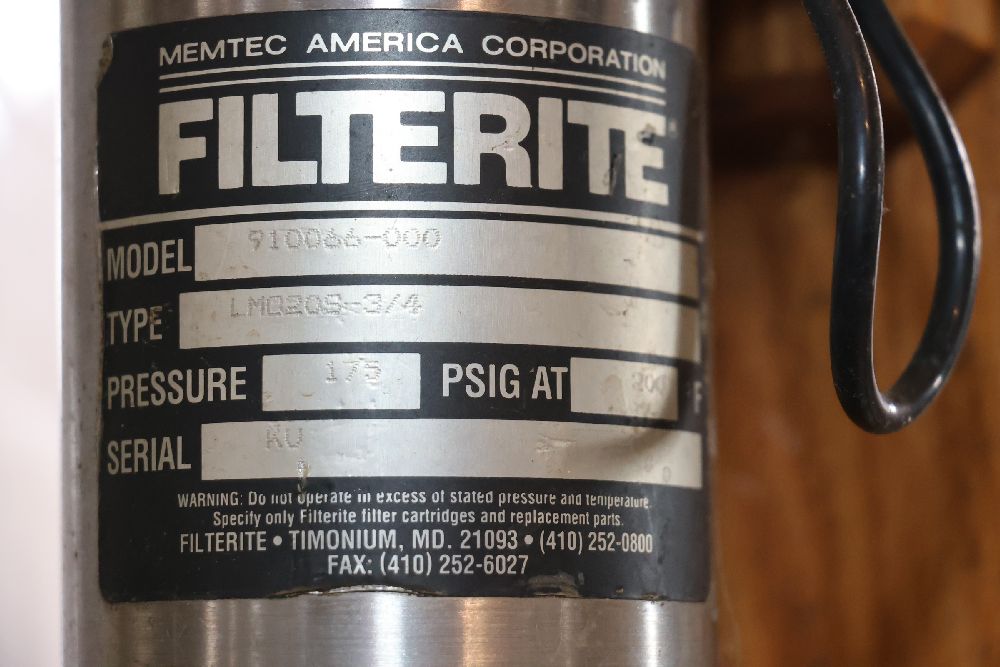 MEMTEC AMERICA CORPORATION
FILTERITE
MODEL 910066-000
TYPE LMO20S-3/4
PRESSURE 175 PSIG AT 200 F
SERIAL KU
WARNING: Do not operate in excess of stated pressure and temperature.
Specify only Filterite filter cartridges and replacement parts.
FILTERITE • TIMONIUM, MD. 21093 • (410) 252-0800
FAX: (410) 252-6027